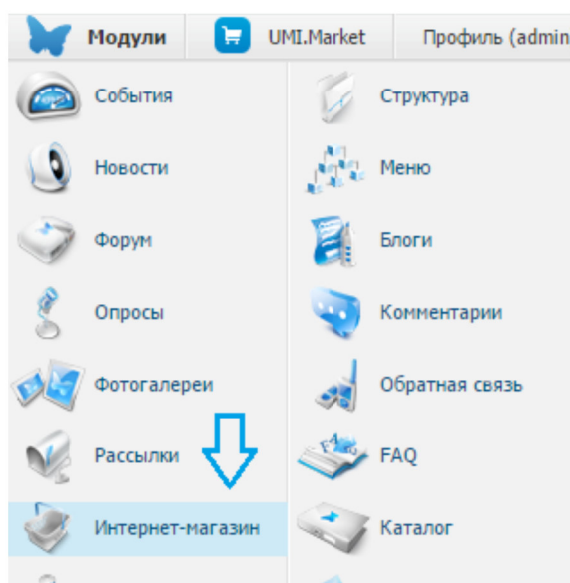 Модули UMI.Market Профиль (admin
События Структура
Новости Меню
Форум Блоги
Опросы Комментарии
Фотогалереи Обратная связь
Рассылки FAQ
Интернет-магазин Каталог